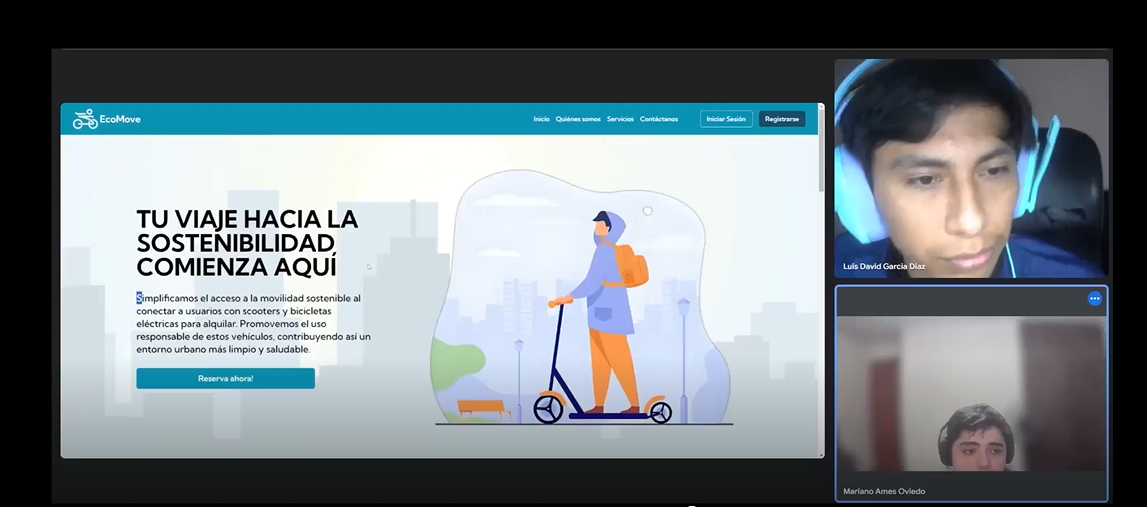 EcoMove
Inicio Quiénes somos Servicios Contáctanos Iniciar Sesión Registrarse
TU VIAJE HACIA LA
SOSTENIBILIDAD
COMIENZA AQUÍ
Simplificamos el acceso a la movilidad sostenible al
conectar a usuarios con scooters y bicicletas
eléctricas para alquilar. Promovemos el uso
responsable de estos vehículos, contribuyendo así un
entorno urbano más limpio y saludable.
Reserva ahora!
Luis David Garcia Diaz
Mariano Ames Oviedo